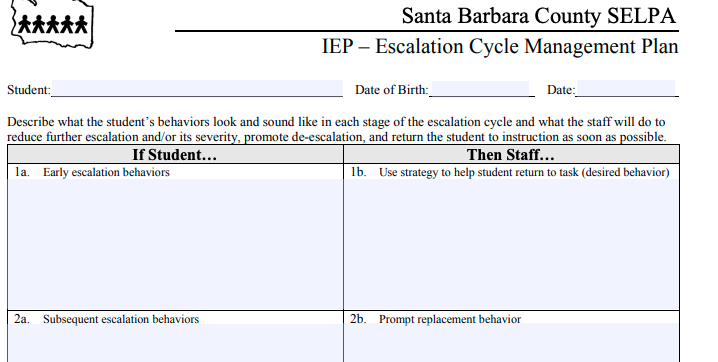 Santa Barbara County SELPA
IEP – Escalation Cycle Management Plan
Student: Date of Birth: Date:
Describe what the student's behaviors look and sound like in each stage of the escalation cycle and what the staff will do to
reduce further escalation and/or its severity, promote de-escalation, and return the student to instruction as soon as possible.
If Student… Then Staff…
1a. Early escalation behaviors 1b. Use strategy to help student return to task (desired behavior)
2a. Subsequent escalation behaviors 2b. Prompt replacement behavior